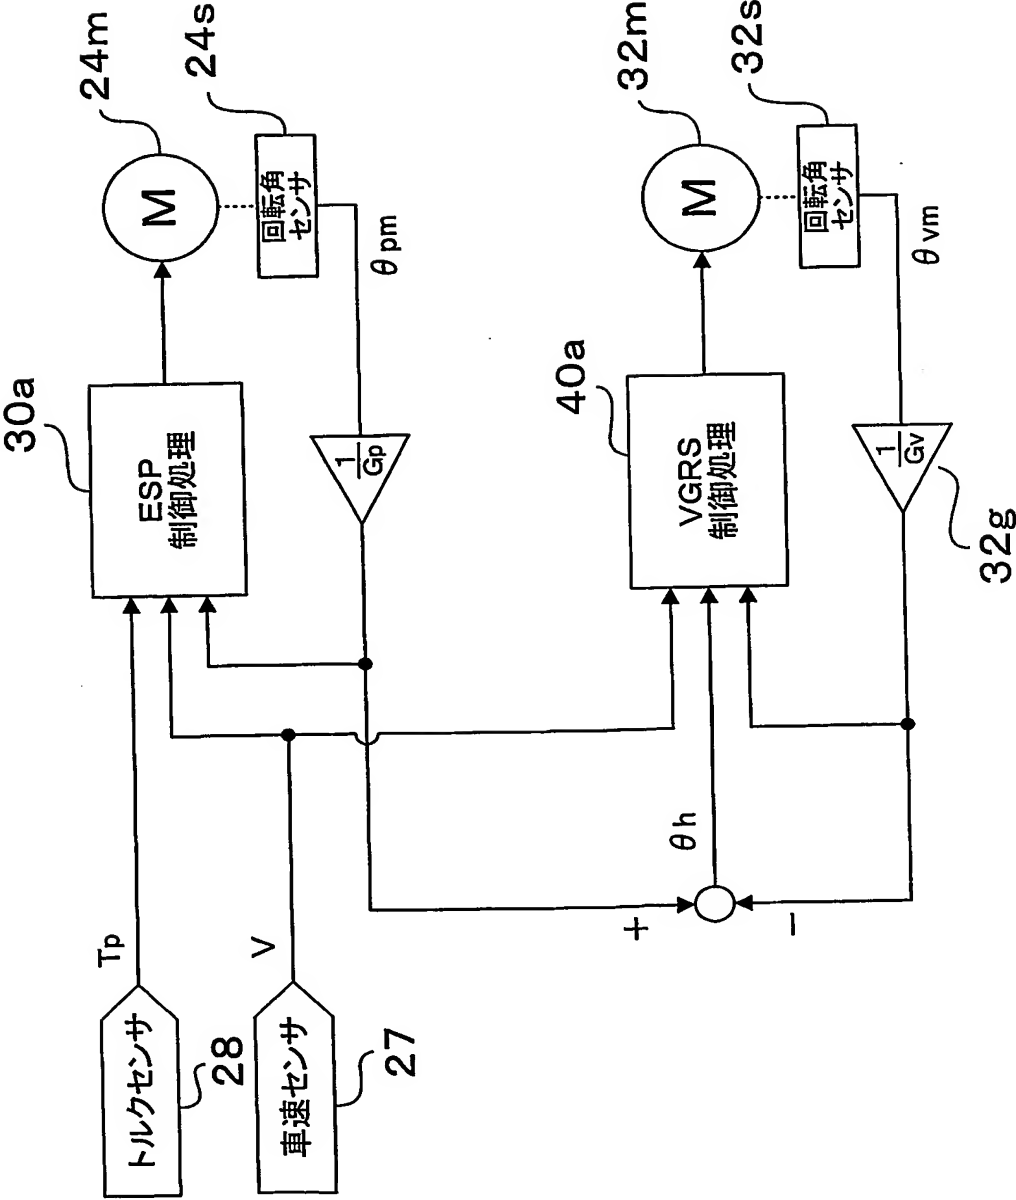 トルクセンサ
28
車速センサ
27
Tp
V
30a
ESP
制御処理
24m
M
24s
回転角
センサ
θpm
1
Gp
40a
VGRS
制御処理
32m
M
32s
回転角
センサ
θvm
1
Gv
32g
θh
+
−